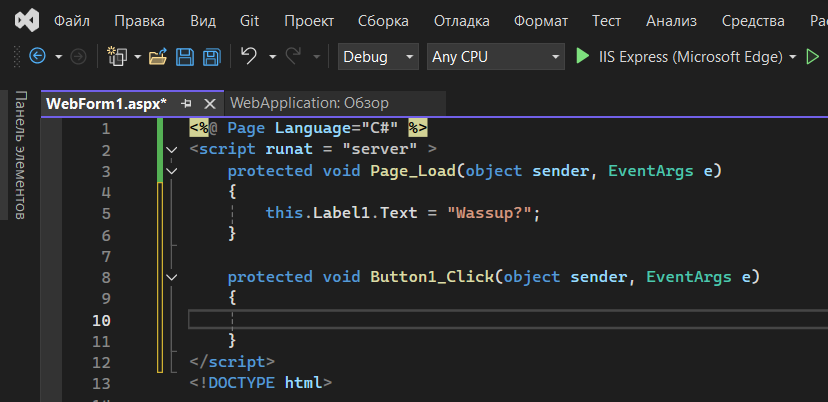 Файл Правка Вид Git Проект Сборка Отладка Формат Тест Анализ Средства Ра
Debug Any CPU IIS Express (Microsoft Edge)
Панель элементов
WebForm1.aspx* WebApplication: Обзор
1 <%@ Page Language="C#" %>
2 <script runat = "server" >
3 protected void Page_Load(object sender, EventArgs e)
4 {
5 this.Label1.Text = "Wassup?";
6 }
7
8 protected void Button1_Click(object sender, EventArgs e)
9 {
10
11 }
12 </script>
13 <!DOCTYPE html>